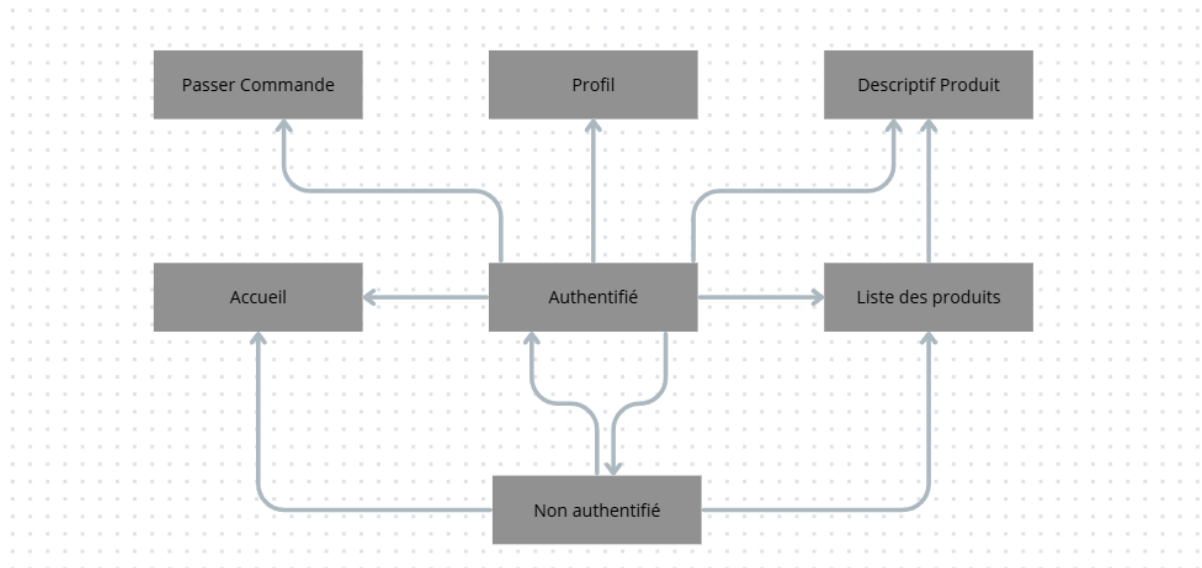 Passer Commande
Profil
Descriptif Produit
Accueil
Authentifié
Liste des produits
Non authentifié